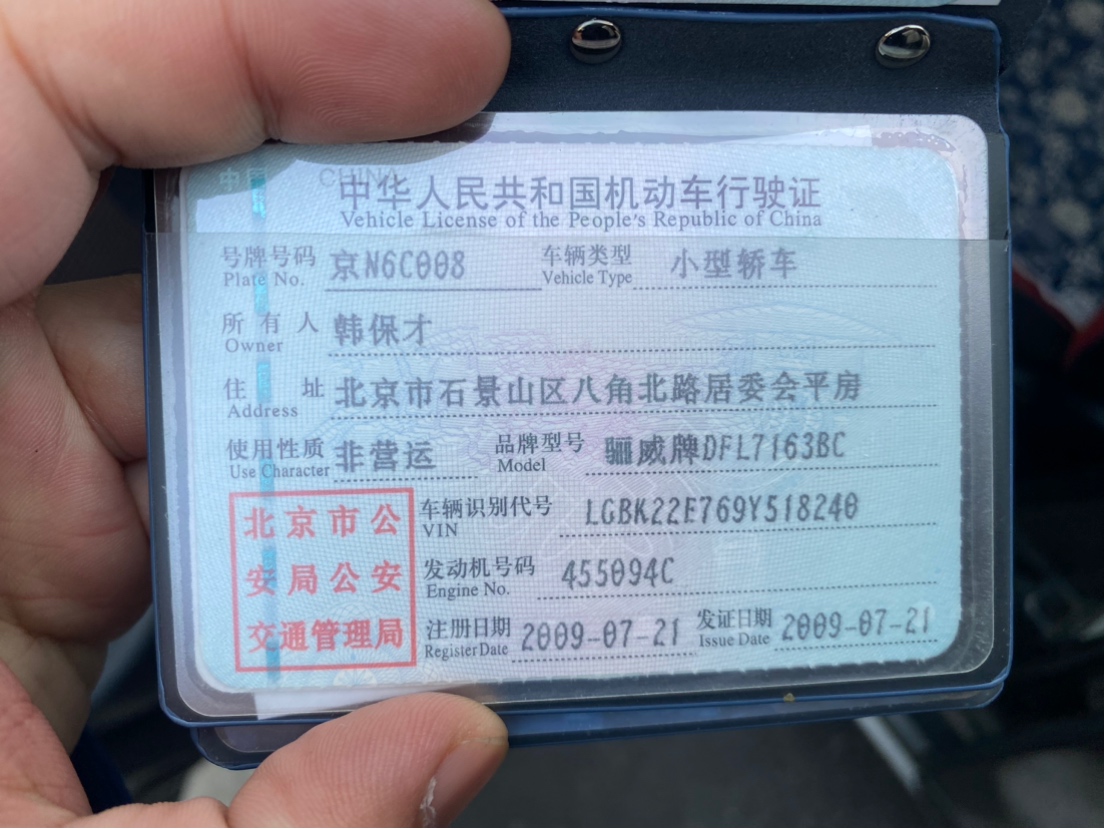 中华人民共和国机动车行驶证
Vehicle License of the People's Republic of China
号牌号码 京N6C008 车辆类型 小型轿车
Plate No. Vehicle Type
所有人 韩保才
Owner
住址 北京市石景山区八角北路居委会平房
Address
使用性质 非营运 品牌型号 骊威牌DFL7163BC
Use Character Model
北京市公安局公安交通管理局
车辆识别代号 LGBK22E769Y518240
VIN
发动机号码 455094C
Engine No.
注册日期 2009-07-21 发证日期 2009-07-21
Register Date Issue Date